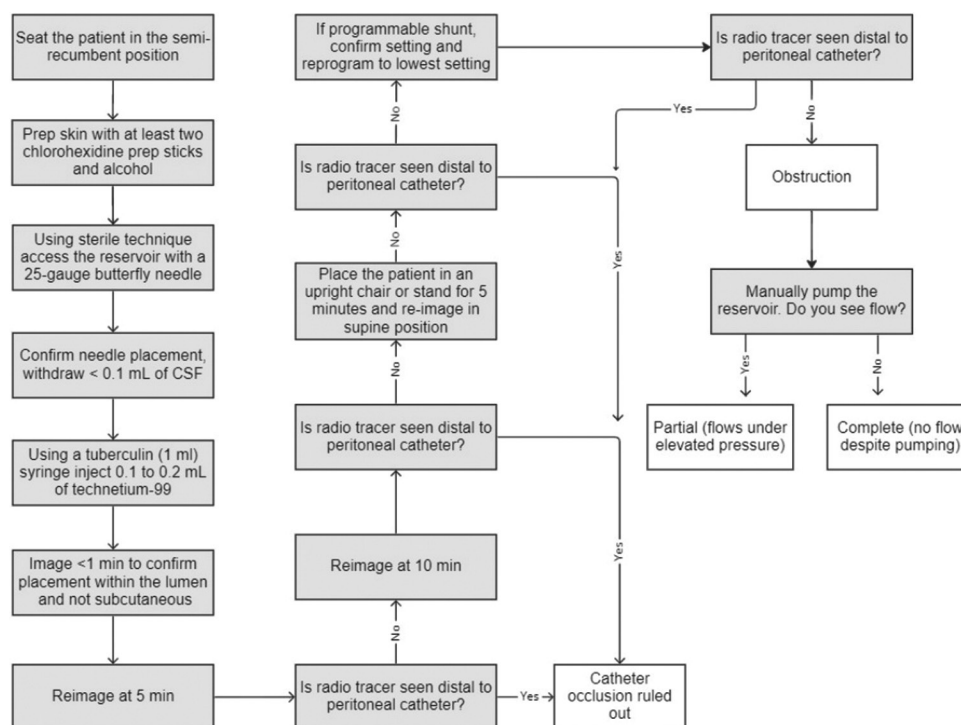 Seat the patient in the semi-
recumbent position
Prep skin with at least two
chlorohexidine prep sticks
and alcohol
Using sterile technique
access the reservoir with a
25-gauge butterfly needle
Confirm needle placement,
withdraw < 0.1 mL of CSF
Using a tuberculin (1 ml)
syringe inject 0.1 to 0.2 mL
of technetium-99
Image <1 min to confirm
placement within the lumen
and not subcutaneous
Reimage at 5 min
Is radio tracer seen distal to
peritoneal catheter?
Yes
Catheter
occlusion ruled
out
No
Reimage at 10 min
Is radio tracer seen distal to
peritoneal catheter?
Yes
No
Place the patient in an
upright chair or stand for 5
minutes and re-image in
supine position
No
Is radio tracer seen distal to
peritoneal catheter?
Yes
No
If programmable shunt,
confirm setting and
reprogram to lowest setting
Is radio tracer seen distal to
peritoneal catheter?
Yes
No
Obstruction
Manually pump the
reservoir. Do you see flow?
Yes
No
Partial (flows under
elevated pressure)
Complete (no flow
despite pumping)